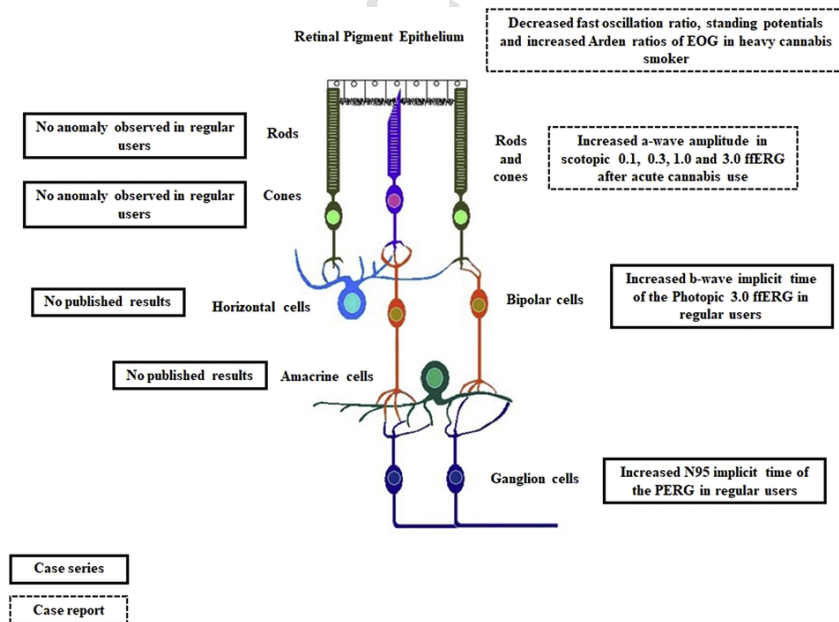 Retinal Pigment Epithelium
Decreased fast oscillation ratio, standing potentials
and increased Arden ratios of EOG in heavy cannabis
smoker
No anomaly observed in regular
users
Rods
Rods
and
cones
Increased a-wave amplitude in
scotopic 0.1, 0.3, 1.0 and 3.0 ffERG
after acute cannabis use
No anomaly observed in regular
users
Cones
No published results
Horizontal cells
Bipolar cells
Increased b-wave implicit time
of the Photopic 3.0 ffERG in
regular users
No published results
Amacrine cells
Ganglion cells
Increased N95 implicit time of
the PERG in regular users
Case series
Case report